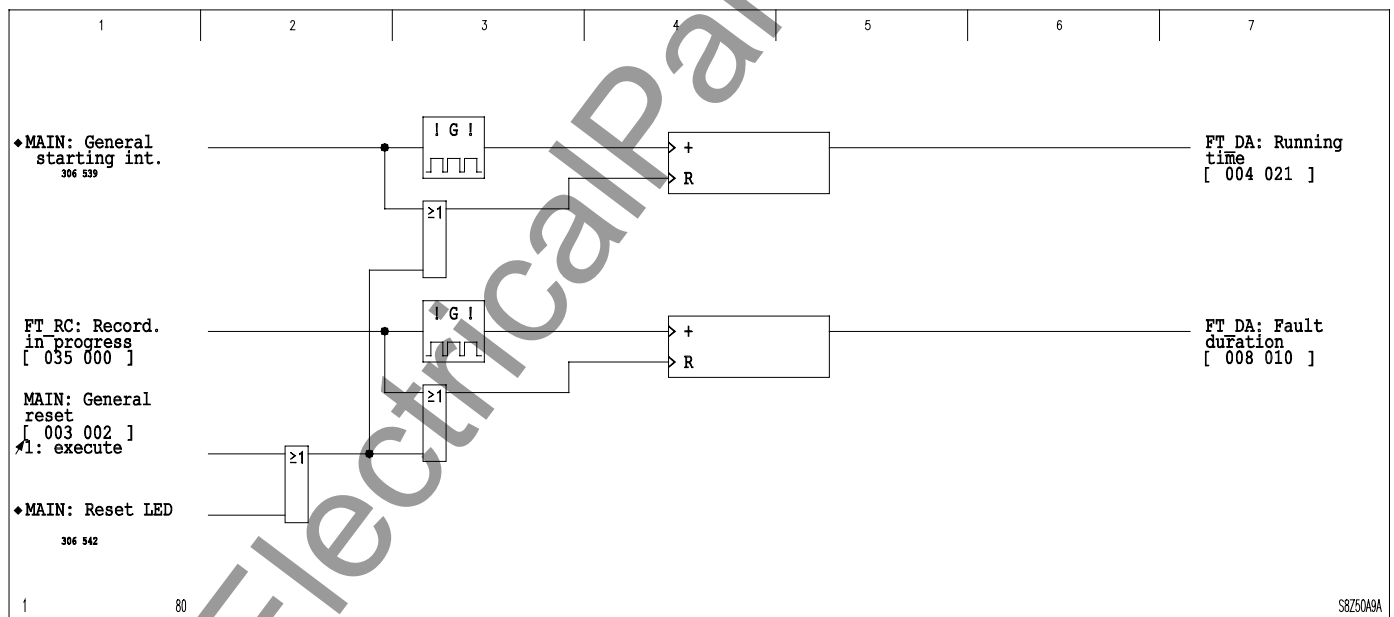 1 2 3 4 5 6 7
◆MAIN: General
starting int.
306 539
! G !
+
R
FT_DA: Running
time
[ 004 021 ]
≥1
FT_RC: Record.
in progress
[ 035 000 ]
! G !
+
R
FT_DA: Fault
duration
[ 008 010 ]
MAIN: General
reset
[ 003 002 ]
1: execute
≥1
≥1
◆MAIN: Reset LED
306 542
1 80 S8Z50A9A
ElectricalPar